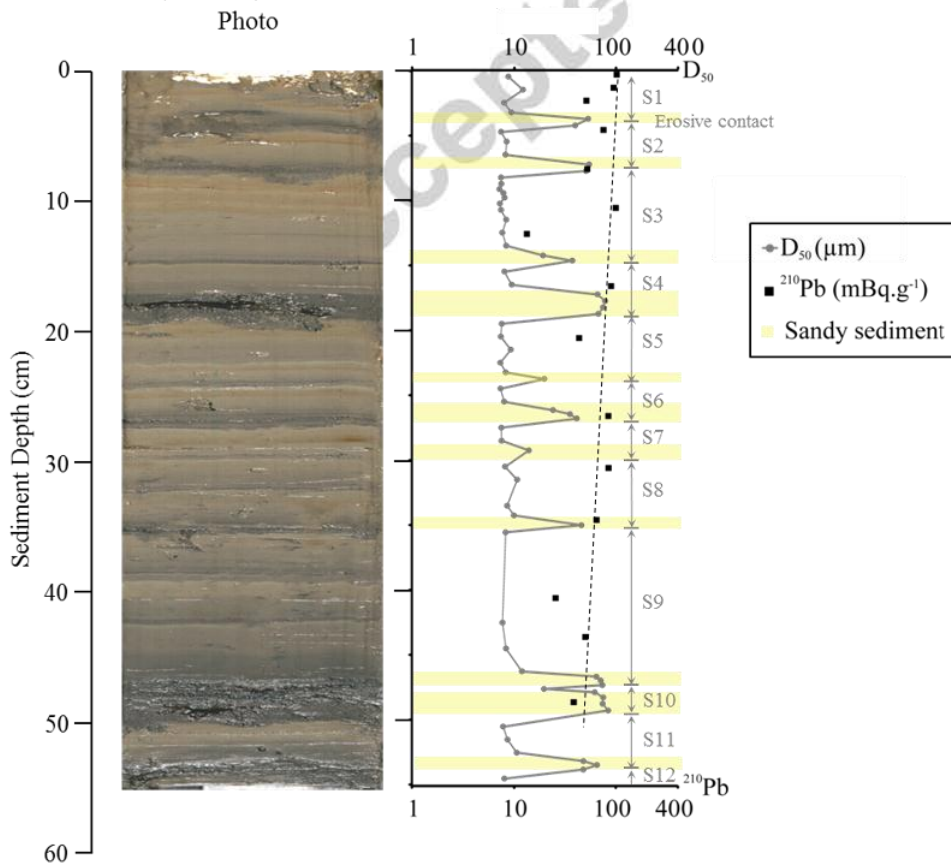 Photo
1 10 100 400
D₅₀
0
10
20
30
40
50
60
Sediment Depth (cm)
S1
Erosive contact
S2
S3
S4
S5
S6
S7
S8
S9
S10
S11
S12
²¹⁰Pb
1 10 100 400
D₅₀ (µm)
²¹⁰Pb (mBq.g⁻¹)
Sandy sediment